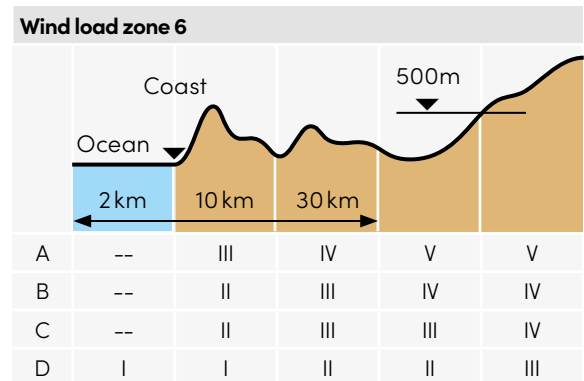 Wind load zone 6
Coast
500m
Ocean
2 km 10 km 30 km
A -- III IV V V
B -- II III IV IV
C -- II III III IV
D I I II II III